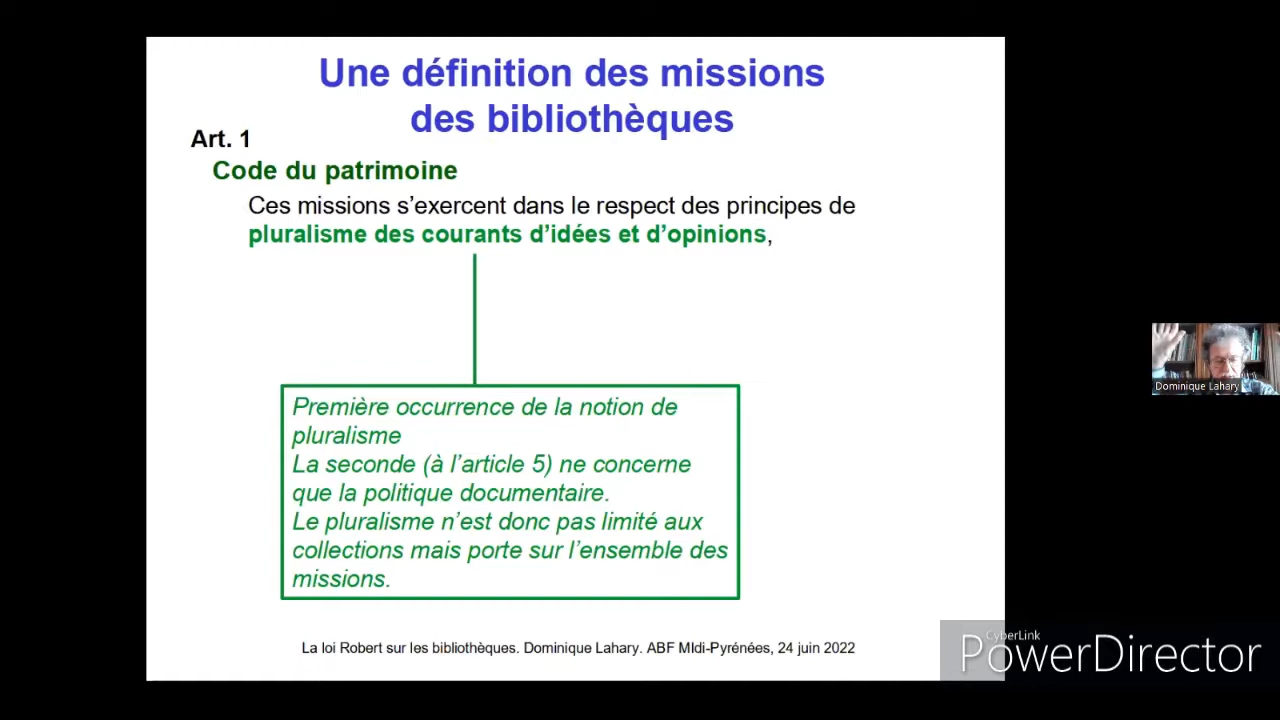 Une définition des missions
des bibliothèques
Art. 1
Code du patrimoine
Ces missions s’exercent dans le respect des principes de
pluralisme des courants d’idées et d’opinions,
Première occurrence de la notion de
pluralisme
La seconde (à l’article 5) ne concerne
que la politique documentaire.
Le pluralisme n’est donc pas limité aux
collections mais porte sur l’ensemble des
missions.
La loi Robert sur les bibliothèques. Dominique Lahary. ABF MIdi-Pyrénées, 24 juin 2022
Dominique Lahary
CyberLink
PowerDirector